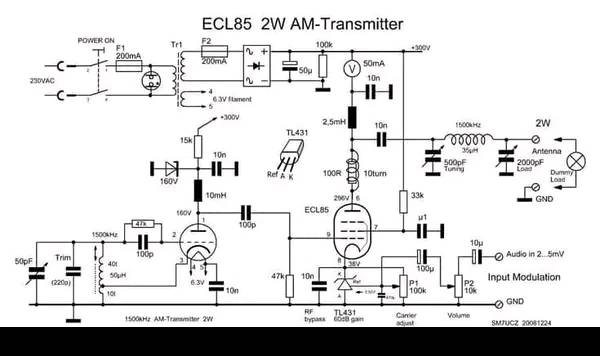 ECL85 2W AM-Transmitter
POWER ON
F1
200mA
Tr1
F2
200mA
100k
+300V
50mA
V
50µ
10n
230VAC
4
5
6.3V filament
+300V
15k
TL431
Ref A K
2,5mH
10n
1500kHz
35µH
2W
Antenna
500pF
Tuning
2000pF
Load
Dummy
Load
GND
160V
10n
10mH
100R
10turn
296V
6
33k
160V
1
100p
ECL85
9
7
µ1
47k
100p
50pF
Trim
(220p)
40t
50µH
10t
2
3
4
5
6.3V
10n
47k
8
38V
10n
Ref
A
K
TL431
60dB gain
RF
bypass
100µ
P1
100k
Carrier
adjust
10µ
P2
10k
Volume
Audio in 2...5mV
Input Modulation
GND
1500kHz AM-Transmitter 2W
SM7UCZ 20081224